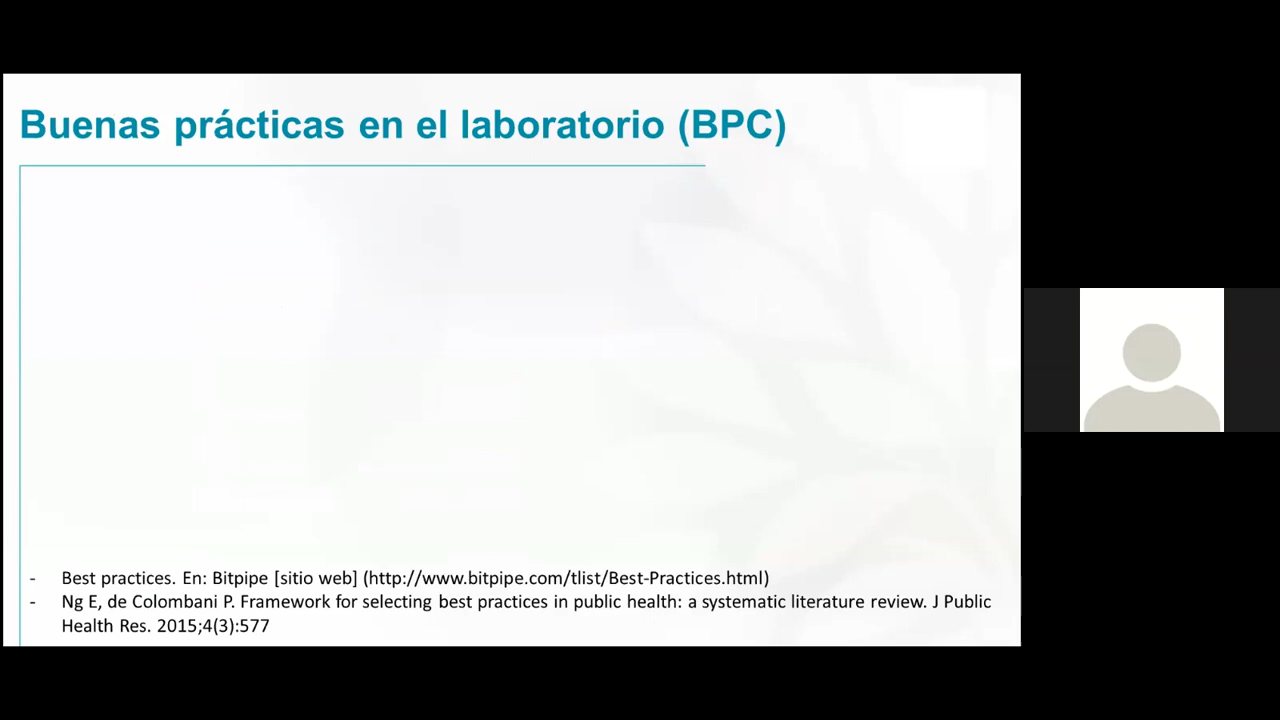 Buenas prácticas en el laboratorio (BPC)
- Best practices. En: Bitpipe [sitio web] (http://www.bitpipe.com/tlist/Best-Practices.html)
- Ng E, de Colombani P. Framework for selecting best practices in public health: a systematic literature review. J Public
Health Res. 2015;4(3):577